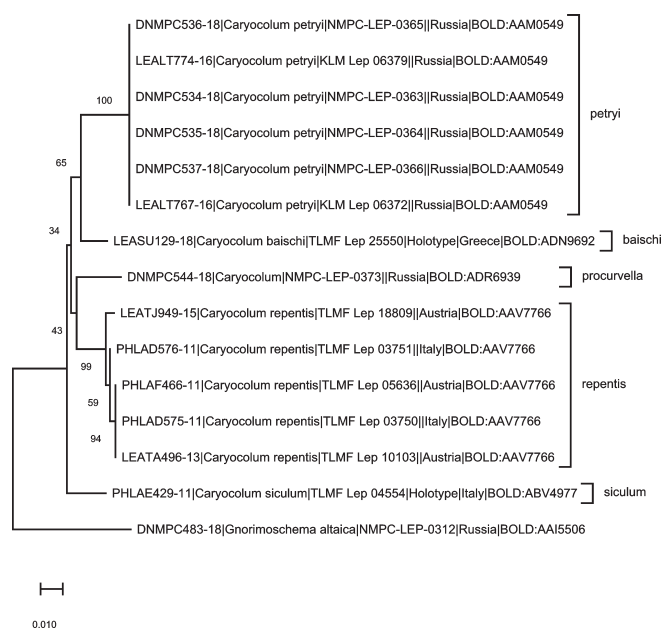 DNMPC536-18|Caryocolum petryi|NMPC-LEP-0365||Russia|BOLD:AAM0549
LEALT774-16|Caryocolum petryi|KLM Lep 06379||Russia|BOLD:AAM0549
100
DNMPC534-18|Caryocolum petryi|NMPC-LEP-0363||Russia|BOLD:AAM0549
petryi
DNMPC535-18|Caryocolum petryi|NMPC-LEP-0364||Russia|BOLD:AAM0549
65
DNMPC537-18|Caryocolum petryi|NMPC-LEP-0366||Russia|BOLD:AAM0549
LEALT767-16|Caryocolum petryi|KLM Lep 06372||Russia|BOLD:AAM0549
34
LEASU129-18|Caryocolum baischi|TLMF Lep 25550|Holotype|Greece|BOLD:ADN9692
baischi
DNMPC544-18|Caryocolum|NMPC-LEP-0373||Russia|BOLD:ADR6939
procurvella
LEATJ949-15|Caryocolum repentis|TLMF Lep 18809||Austria|BOLD:AAV7766
43
PHLAD576-11|Caryocolum repentis|TLMF Lep 03751||Italy|BOLD:AAV7766
99
PHLAF466-11|Caryocolum repentis|TLMF Lep 05636||Austria|BOLD:AAV7766
repentis
59
PHLAD575-11|Caryocolum repentis|TLMF Lep 03750||Italy|BOLD:AAV7766
94
LEATA496-13|Caryocolum repentis|TLMF Lep 10103||Austria|BOLD:AAV7766
PHLAE429-11|Caryocolum siculum|TLMF Lep 04554|Holotype|Italy|BOLD:ABV4977
siculum
DNMPC483-18|Gnorimoschema altaica|NMPC-LEP-0312|Russia|BOLD:AAI5506
0.010